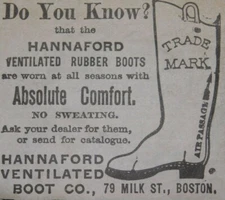 Do You Know?
that the
HANNAFORD
VENTILATED RUBBER BOOTS
are worn at all seasons with
Absolute Comfort.
NO SWEATING.
Ask your dealer for them,
or send for catalogue.
HANNAFORD
VENTILATED
BOOT CO., 79 MILK ST., BOSTON.
TRADE
MARK
AIR PASSAGE